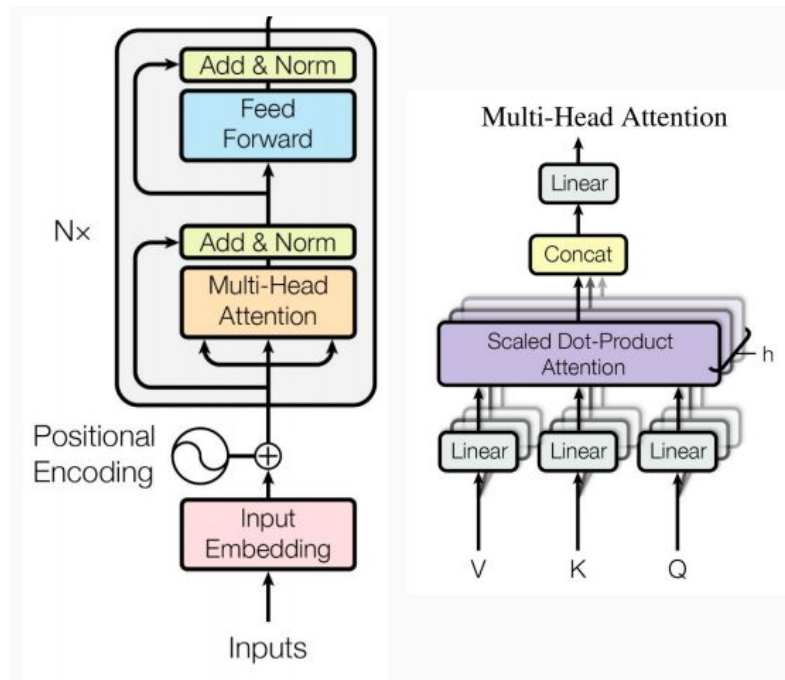 Add & Norm
Feed
Forward
Nx
Add & Norm
Multi-Head
Attention
Positional
Encoding
Input
Embedding
Inputs
Multi-Head Attention
Linear
Concat
Scaled Dot-Product
Attention
h
Linear
Linear
Linear
V
K
Q